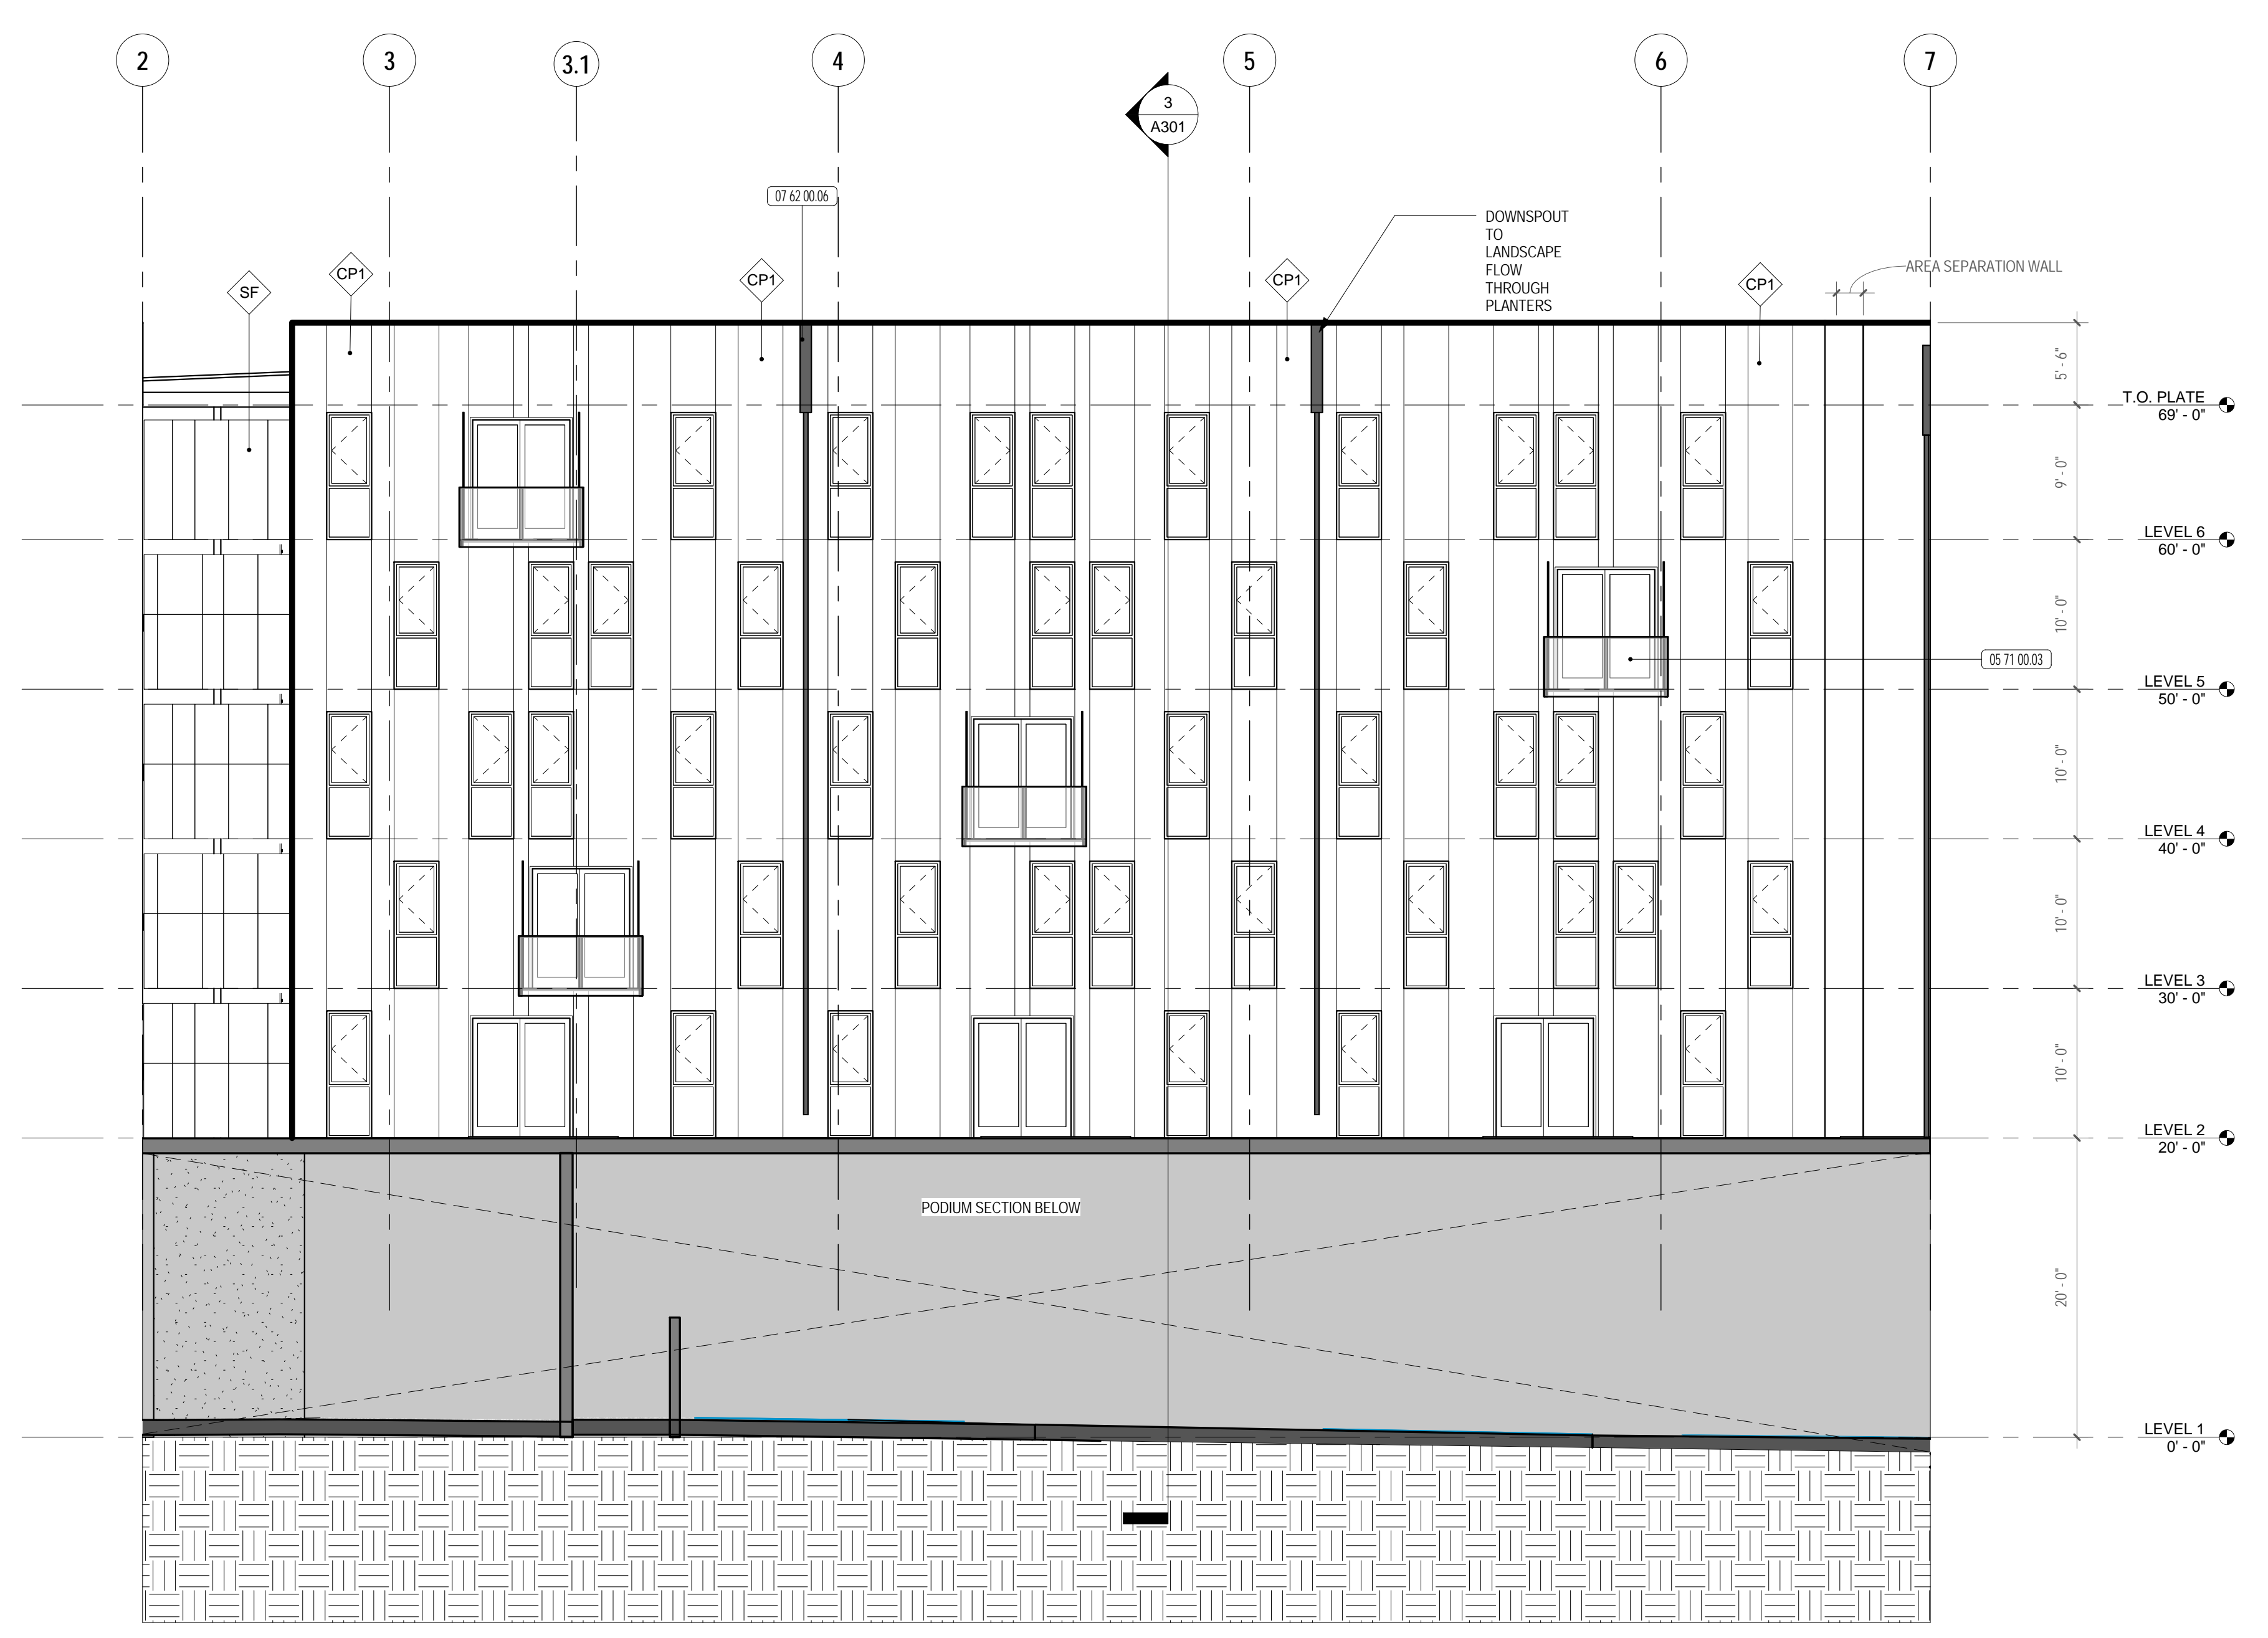 2
3
3.1
4
5
6
7
3
A301
07 62 00.06
DOWNSPOUT
TO
LANDSCAPE
FLOW
THROUGH
PLANTERS
AREA SEPARATION WALL
SF
CP1
CP1
CP1
CP1
5' - 6"
T.O. PLATE
69' - 0"
9' - 0"
LEVEL 6
60' - 0"
10' - 0"
05 71 00.03
LEVEL 5
50' - 0"
10' - 0"
LEVEL 4
40' - 0"
10' - 0"
LEVEL 3
30' - 0"
10' - 0"
LEVEL 2
20' - 0"
PODIUM SECTION BELOW
20' - 0"
LEVEL 1
0' - 0"